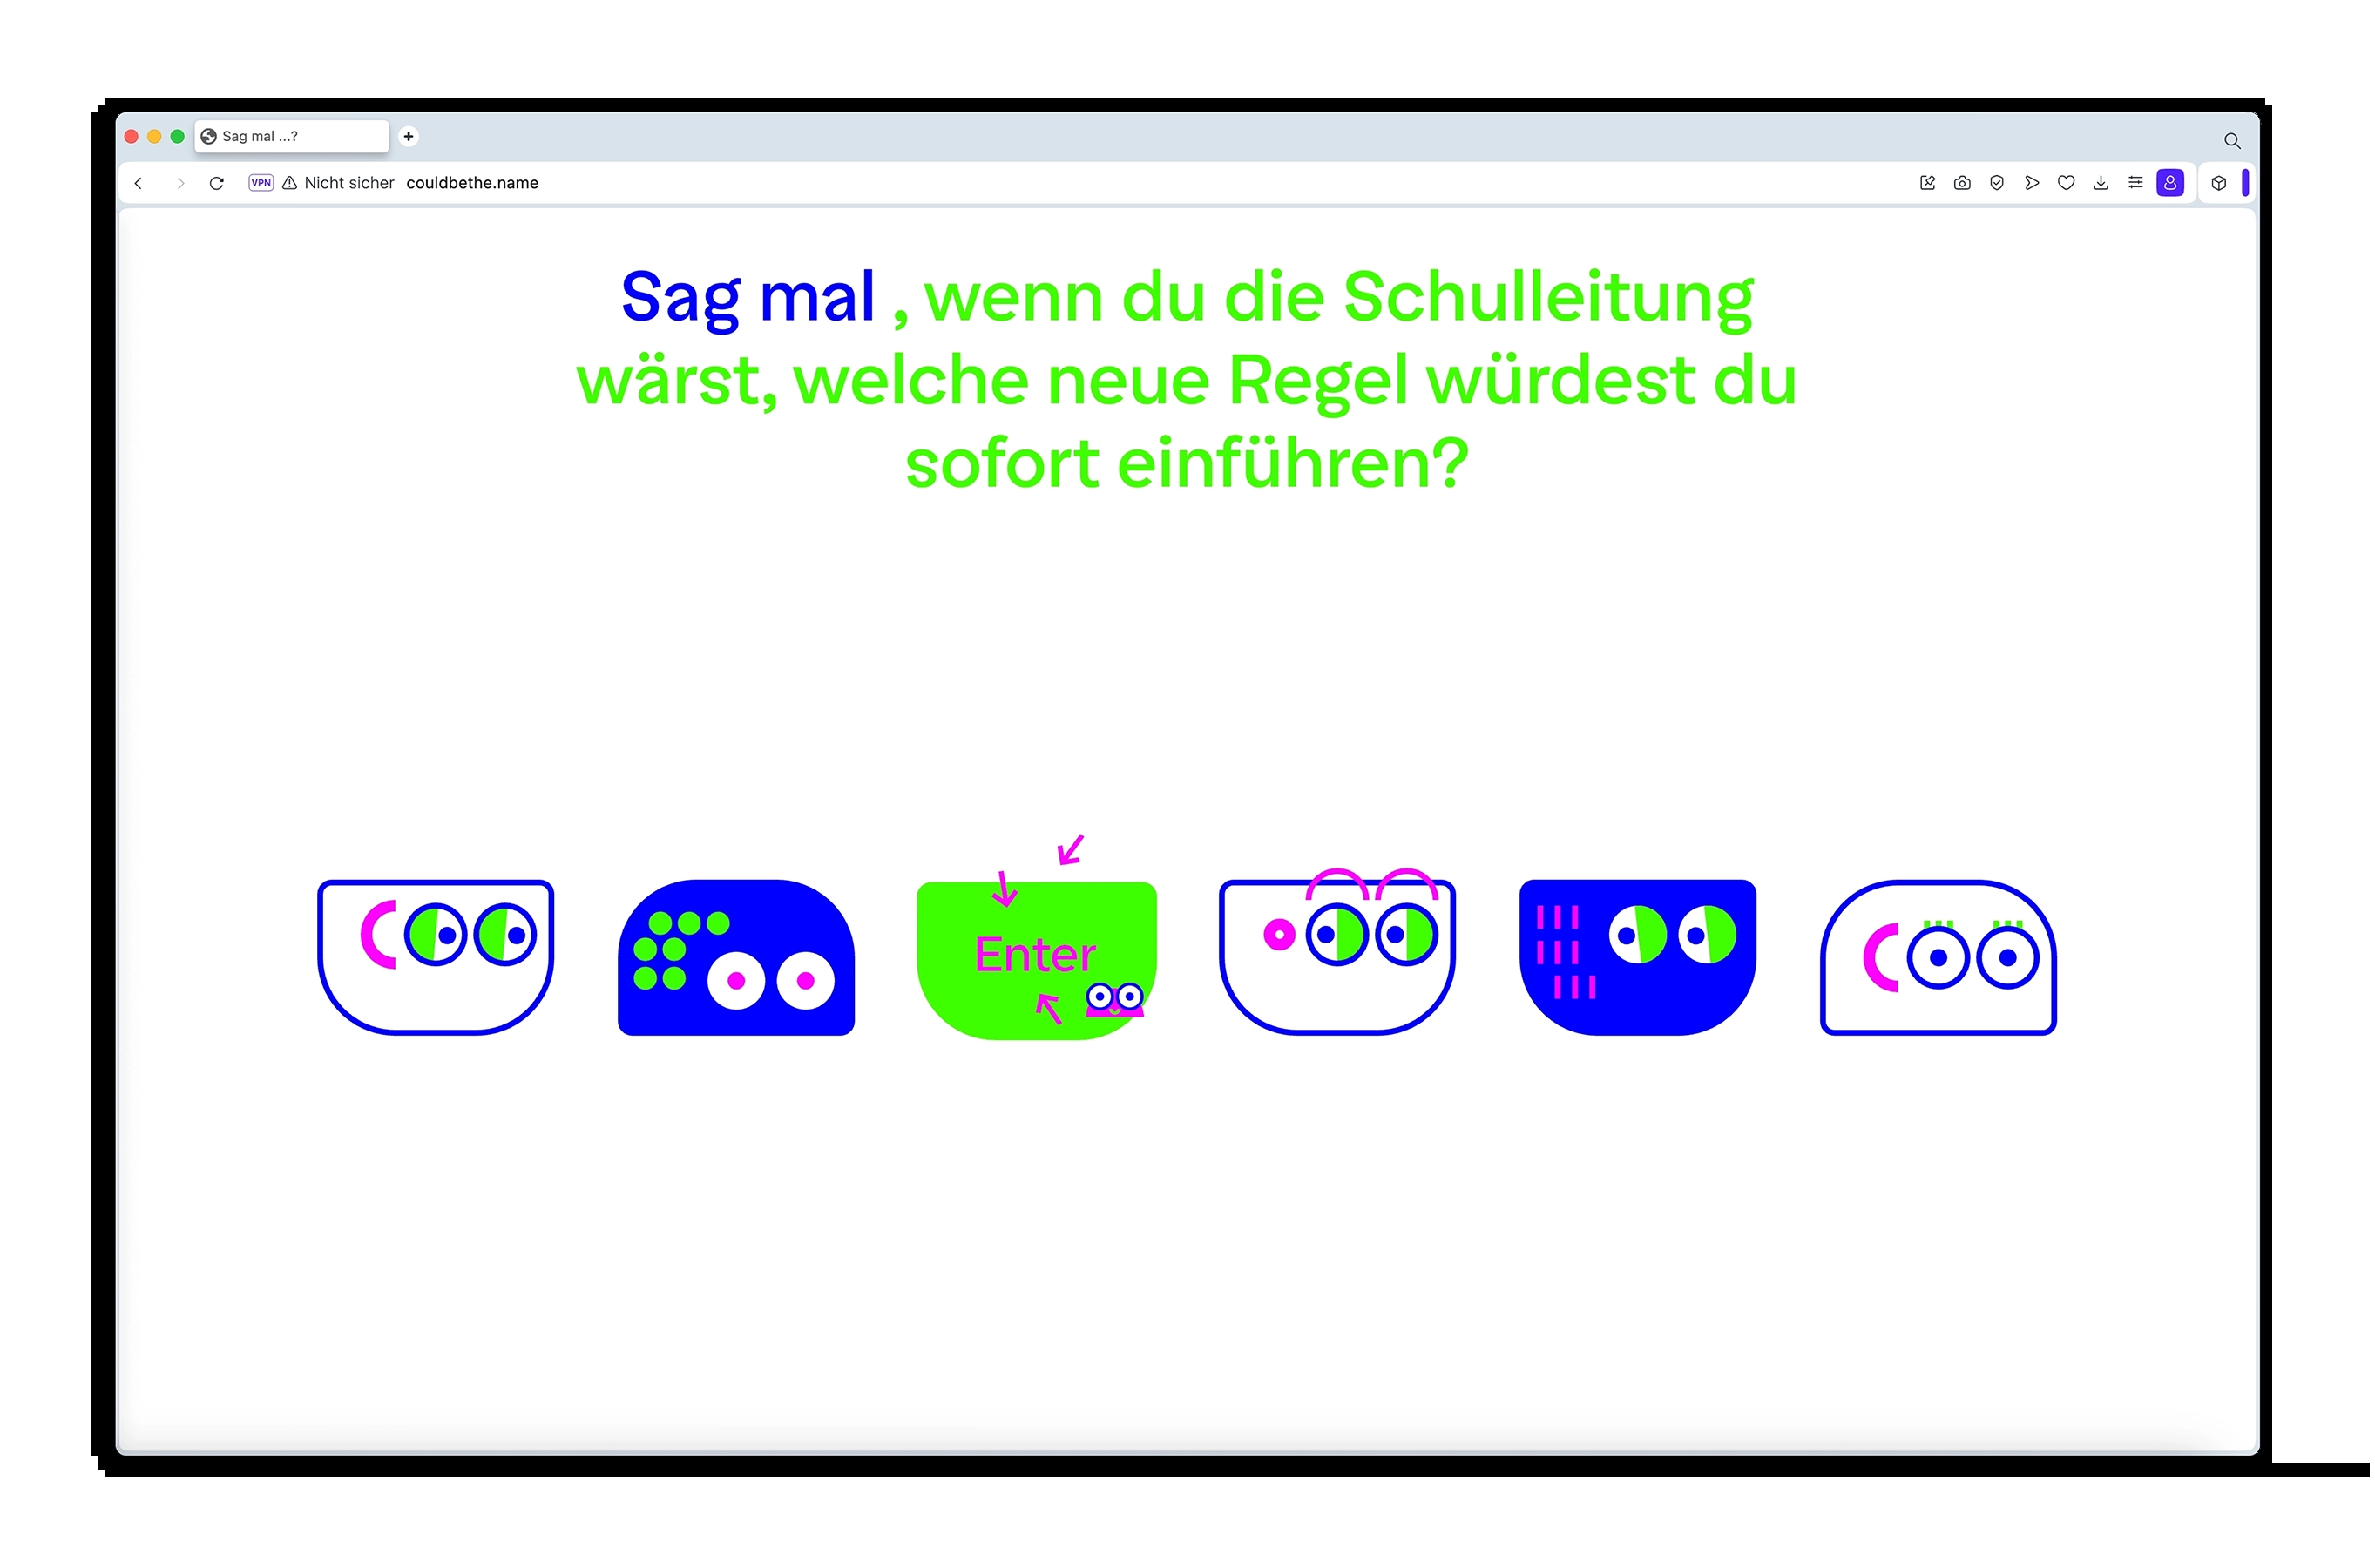 Sag mal ...?
VPN Nicht sicher couldbethe.name
Sag mal , wenn du die Schulleitung
wärst, welche neue Regel würdest du
sofort einführen?
Enter